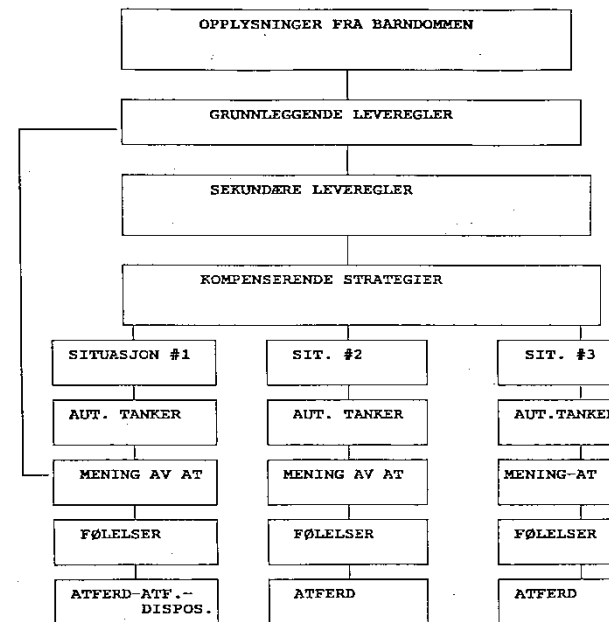 OPPLYSNINGER FRA BARNDOMMEN
GRUNNLEGGENDE LEVEREGLER
SEKUNDÆRE LEVEREGLER
KOMPENSERENDE STRATEGIER
SITUASJON #1
SIT. #2
SIT. #3
AUT. TANKER
AUT. TANKER
AUT.TANKER
MENING AV AT
MENING AV AT
MENING-AT
FØLELSER
FØLELSER
FØLELSER
ATFERD-ATF.-
DISPOS.
ATFERD
ATFERD